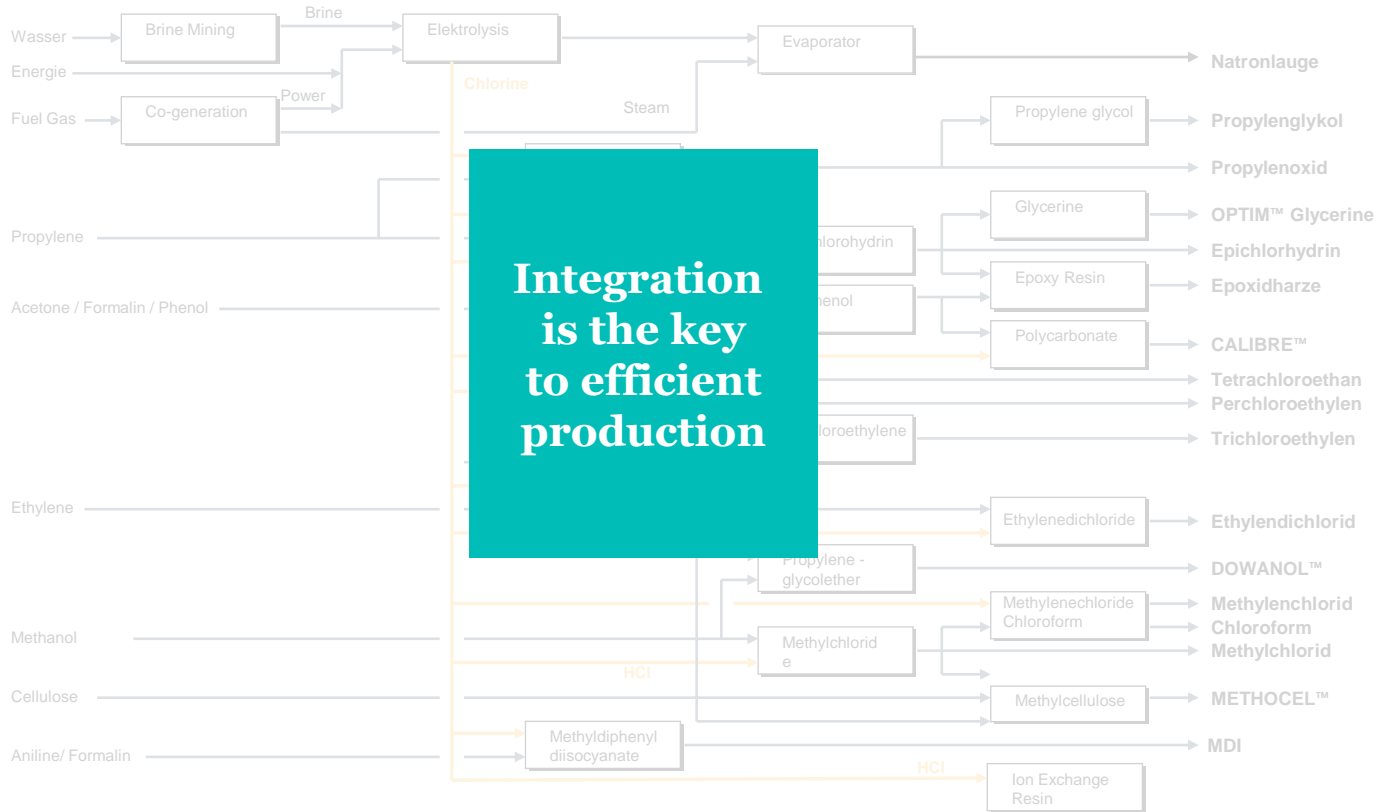 Brine
Wasser
Brine Mining
Elektrolysis
Evaporator
Energie
Natronlauge
Chlorine
Power
Fuel Gas
Co-generation
Steam
Propylene glycol
Propylenglykol
Propylenoxid
Glycerine
OPTIM™ Glycerine
Propylene
Epichlorhydrin
Integration
is the key
to efficient
production
Epoxy Resin
Epoxidharze
Acetone / Formalin / Phenol
Polycarbonate
CALIBRE™
Tetrachloroethan
Perchloroethylen
Trichloroethylen
Ethylene
Ethylenedichloride
Ethylendichlorid
Propylene -
glycolether
DOWANOL™
Methylenechloride
Chloroform
Methylenchlorid
Chloroform
Methanol
Methylchlorid
e
Methylchlorid
HCl
Cellulose
Methylcellulose
METHOCEL™
Methyldiphenyl
diisocyanate
MDI
Aniline/ Formalin
HCl
Ion Exchange
Resin